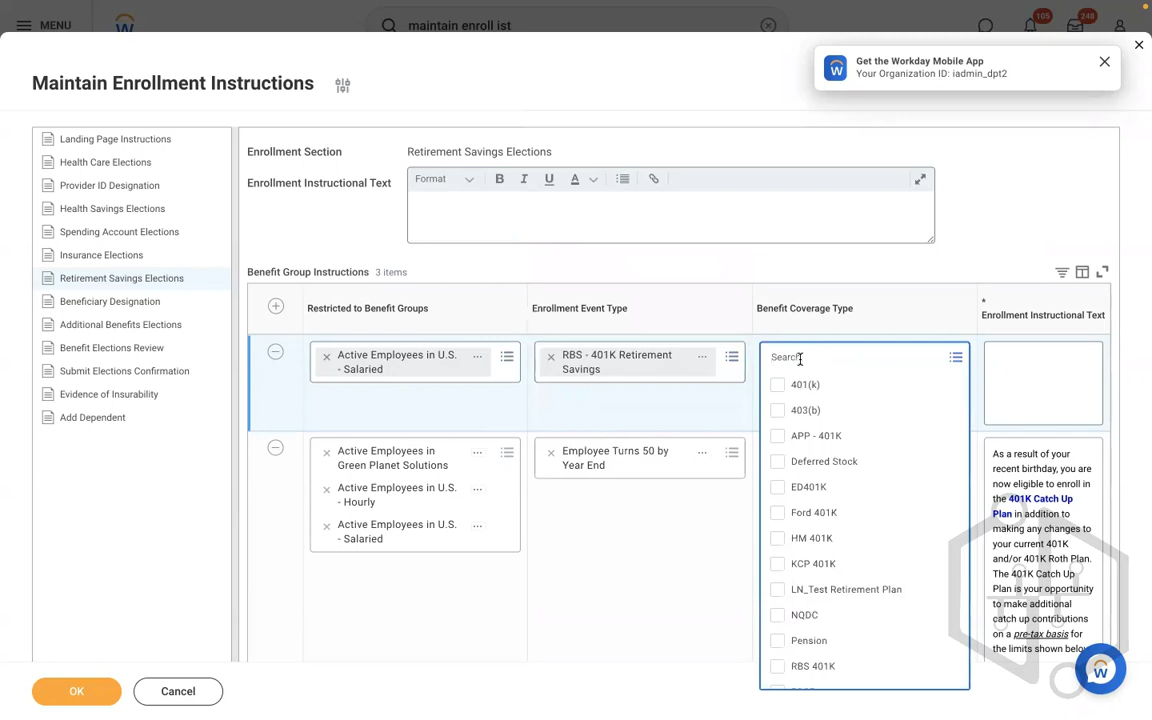 MENU
maintain enroll ist
105
248
Get the Workday Mobile App
Your Organization ID: iadmin_dpt2
Maintain Enrollment Instructions
Landing Page Instructions
Health Care Elections
Provider ID Designation
Health Savings Elections
Spending Account Elections
Insurance Elections
Retirement Savings Elections
Beneficiary Designation
Additional Benefits Elections
Benefit Elections Review
Submit Elections Confirmation
Evidence of Insurability
Add Dependent
Enrollment Section
Retirement Savings Elections
Enrollment Instructional Text
Format
B I U A
Benefit Group Instructions 3 items
Restricted to Benefit Groups
Enrollment Event Type
Benefit Coverage Type
*
Enrollment Instructional Text
Active Employees in U.S.
- Salaried
RBS - 401K Retirement
Savings
Search
401(k)
403(b)
APP - 401K
Deferred Stock
ED401K
Ford 401K
HM 401K
KCP 401K
LN_Test Retirement Plan
NQDC
Pension
RBS 401K
Active Employees in
Green Planet Solutions
Active Employees in U.S.
- Hourly
Active Employees in U.S.
- Salaried
Employee Turns 50 by
Year End
As a result of your
recent birthday, you are
now eligible to enroll in
the 401K Catch Up
Plan in addition to
making any changes to
your current 401K
and/or 401K Roth Plan.
The 401K Catch Up
Plan is your opportunity
to make additional
catch up contributions
on a pre-tax basis for
the limits shown below
OK
Cancel